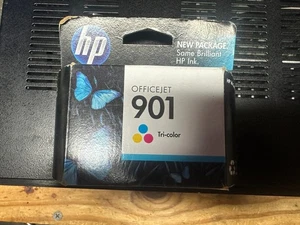 hp
NEW PACKAGE.
Same Brilliant
HP Ink.
OFFICEJET
901
Tri-color